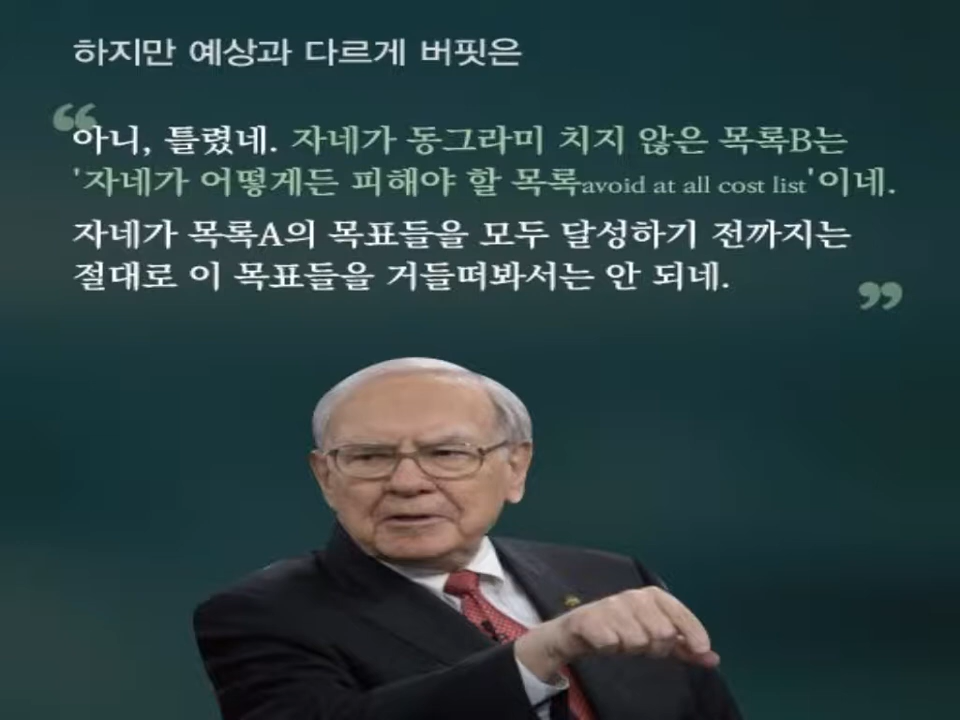 하지만 예상과 다르게 버핏은
“아니, 틀렸네. 자네가 동그라미 치지 않은 목록B는
'자네가 어떻게든 피해야 할 목록avoid at all cost list'이네.
자네가 목록A의 목표들을 모두 달성하기 전까지는
절대로 이 목표들을 거들떠봐서는 안 되네.”